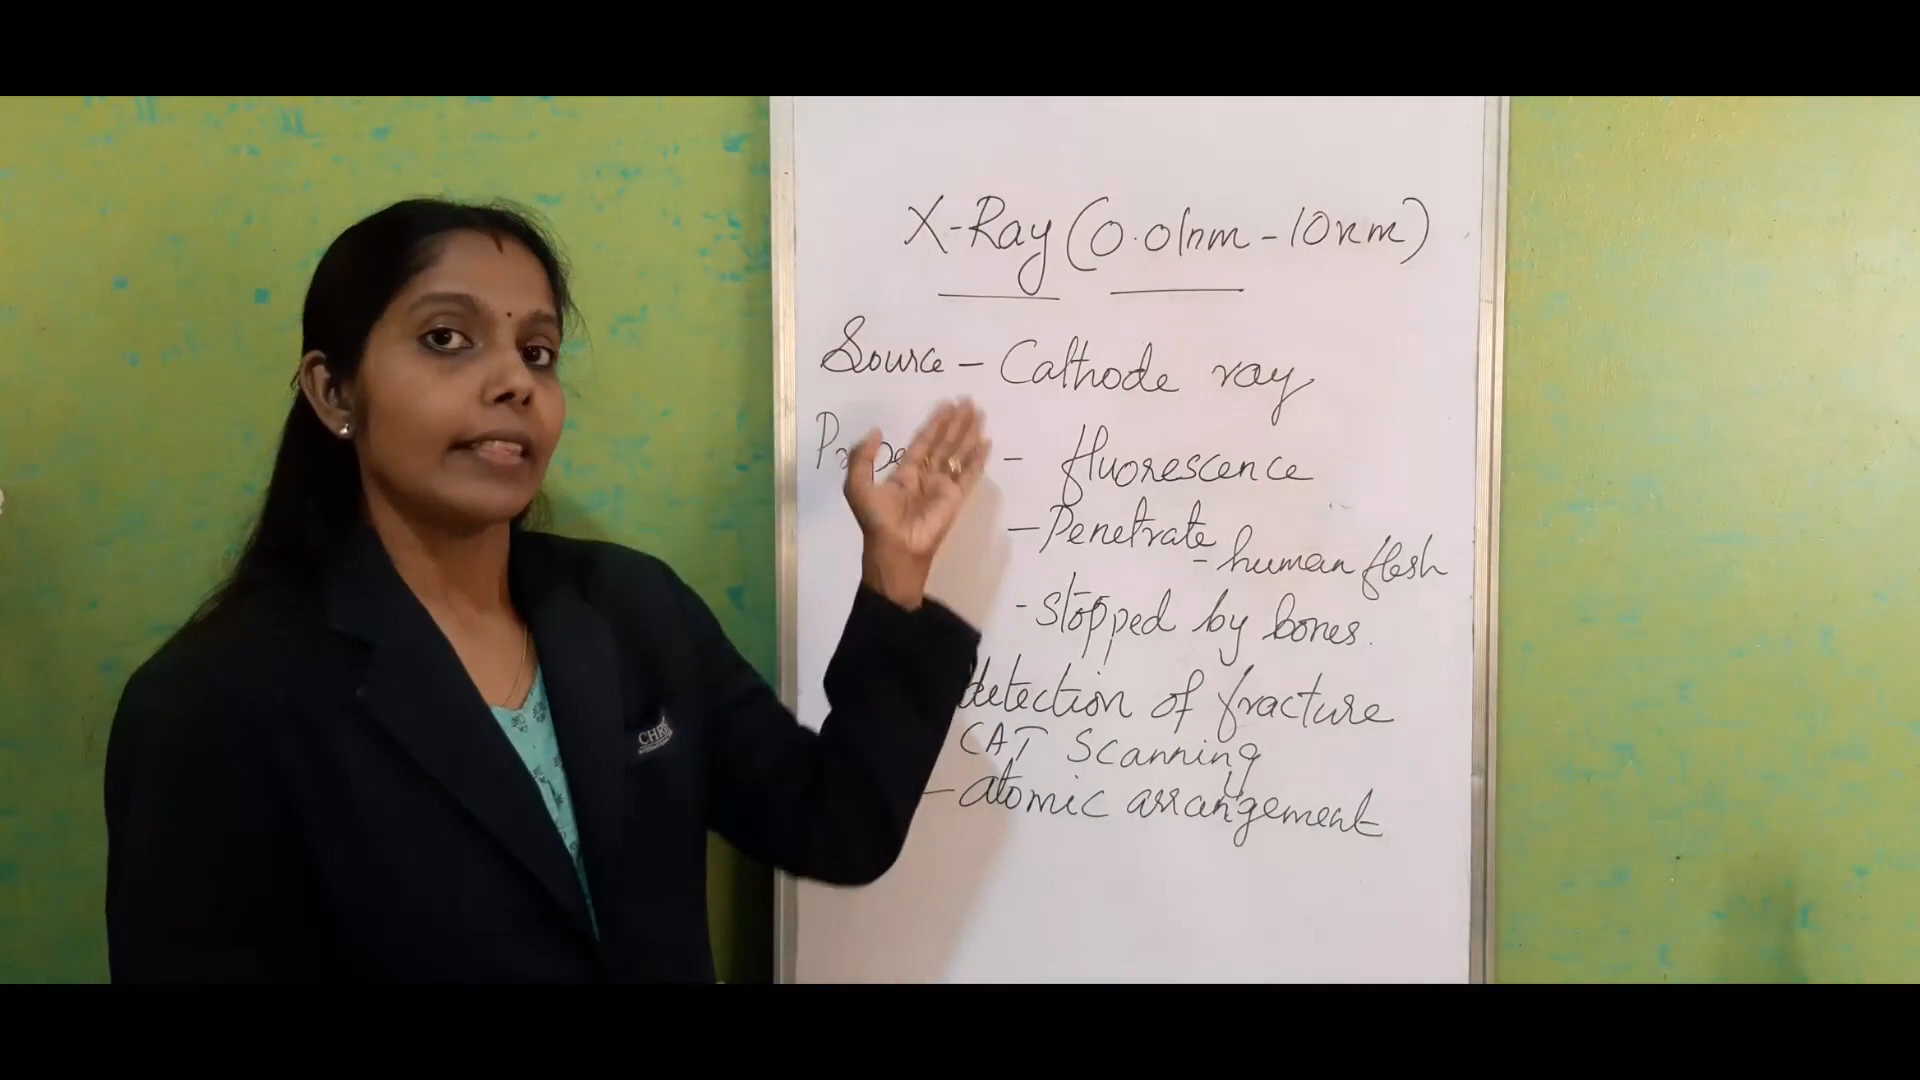 X-Ray (0.01nm - 10nm)
Source - Cathode ray
- fluorescence
- Penetrate
- human flesh
- stopped by bones.
detection of fracture
CAT Scanning
- atomic arrangement